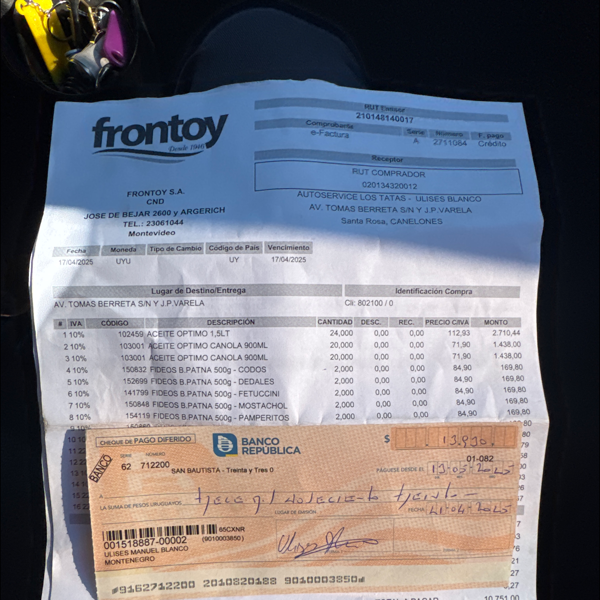 frontoy
Desde 1940
RUT Emisor
210148140017
Comprobante Serie Número F. pago
e-Factura A 2711084 Crédito
Receptor
RUT COMPRADOR
020134320012
AUTOSERVICE LOS TATAS - ULISES BLANCO
AV. TOMAS BERRETA S/N Y J.P.VARELA
Santa Rosa, CANELONES
FRONTOY S.A.
CND
JOSE DE BEJAR 2600 y ARGERICH
TEL.: 23061044
Montevideo
Fecha Moneda Tipo de Cambio Código de País Vencimiento
17/04/2025 UYU UY 17/04/2025
Lugar de Destino/Entrega Identificación Compra
AV. TOMAS BERRETA S/N Y J.P.VARELA Cli: 802100 / 0
# IVA CÓDIGO DESCRIPCIÓN CANTIDAD DESC. REC. PRECIO C/IVA MONTO
1 10% 102459 ACEITE OPTIMO 1,5LT 24,000 0,00 0,00 112,93 2.710,44
2 10% 103001 ACEITE OPTIMO CANOLA 900ML 20,000 0,00 0,00 71,90 1.438,00
3 10% 103001 ACEITE OPTIMO CANOLA 900ML 20,000 0,00 0,00 71,90 1.438,00
4 10% 150832 FIDEOS B.PATNA 500g - CODOS 2,000 0,00 0,00 84,90 169,80
5 10% 152699 FIDEOS B.PATNA 500g - DEDALES 2,000 0,00 0,00 84,90 169,80
6 10% 141799 FIDEOS B.PATNA 500g - FETUCCINI 2,000 0,00 0,00 84,90 169,80
7 10% 150848 FIDEOS B.PATNA 500g - MOSTACHOL 2,000 0,00 0,00 84,90 169,80
8 10% 154119 FIDEOS B.PATNA - PAMPERITOS 2,000 0,00 0,00 84,90 169,80
CHEQUE DE PAGO DIFERIDO
BANCO REPÚBLICA
$ 13.930.
BANCO
SERIE NÚMERO
62 712200
01-082
SAN BAUTISTA - Treinta y Tres 0
PÁGUESE DESDE EL
A
LA SUMA DE PESOS URUGUAYOS
LUGAR DE EMISIÓN
FECHA
65CXNR
001518887-00002 (9010003850)
ULISES MANUEL BLANCO
MONTENEGRO
9162712200 2010820188 9010003850
10.751,00